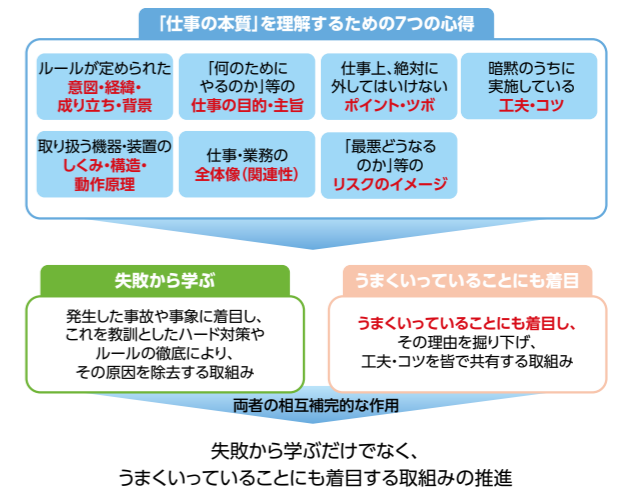 「仕事の本質」を理解するための7つの心得
ルールが定められた
意図・経緯・
成り立ち・背景
「何のために
やるのか」等の
仕事の目的・主旨
仕事上、絶対に
外してはいけない
ポイント・ツボ
暗黙のうちに
実施している
工夫・コツ
取り扱う機器・装置の
しくみ・構造・
動作原理
仕事・業務の
全体像(関連性)
「最悪どうなる
のか」等の
リスクのイメージ
失敗から学ぶ
発生した事故や事象に着目し、
これを教訓としたハード対策や
ルールの徹底により、
その原因を除去する取組み
うまくいっていることにも着目
うまくいっていることにも着目し、
その理由を掘り下げ、
工夫・コツを皆で共有する取組み
両者の相互補完的な作用
失敗から学ぶだけでなく、
うまくいっていることにも着目する取組みの推進